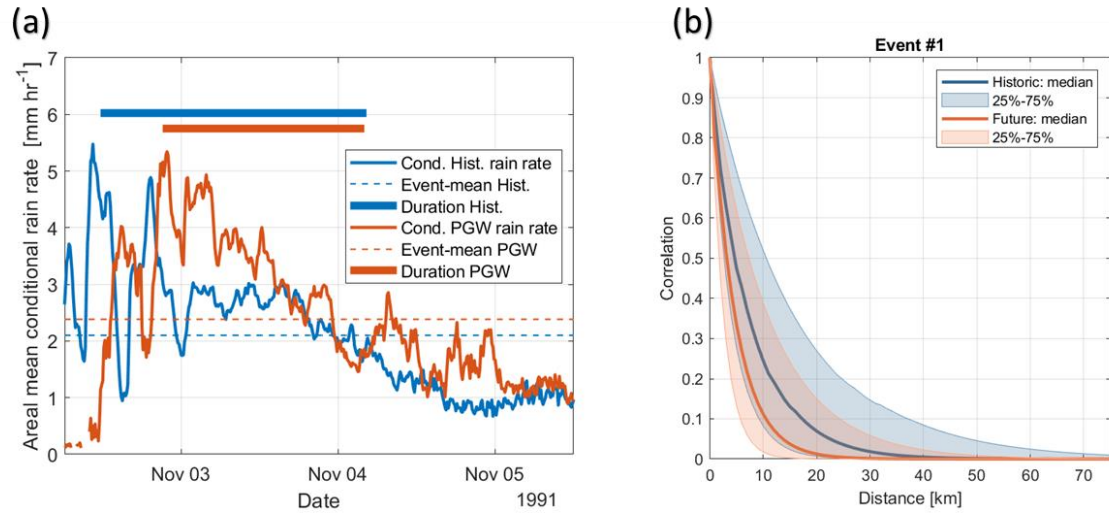 (a)
7
6
5
4
3
2
1
0
Areal mean conditional rain rate [mm hr⁻¹]
Cond. Hist. rain rate
Event-mean Hist.
Duration Hist.
Cond. PGW rain rate
Event-mean PGW
Duration PGW
Nov 03 Nov 04 Nov 05
Date 1991
(b)
Event #1
1
0.9
0.8
0.7
0.6
0.5
0.4
0.3
0.2
0.1
0
Correlation
Historic: median
25%-75%
Future: median
25%-75%
0 10 20 30 40 50 60 70
Distance [km]